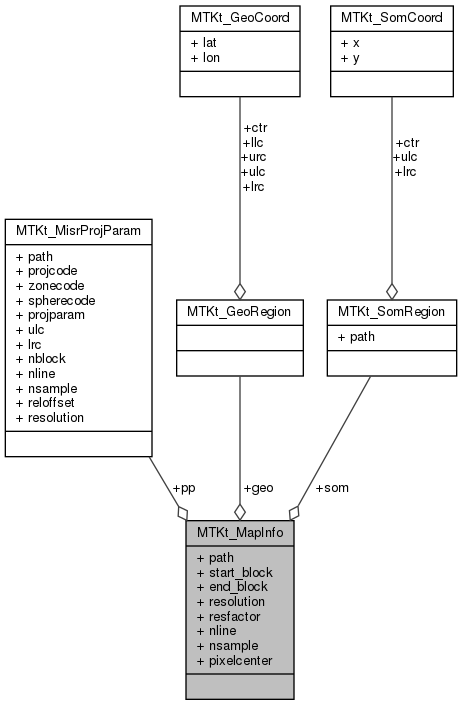 MTKt_GeoCoord
+ lat
+ lon
MTKt_SomCoord
+ x
+ y
+ctr
+llc
+urc
+ulc
+lrc
+ctr
+ulc
+lrc
MTKt_MisrProjParam
+ path
+ projcode
+ zonecode
+ spherecode
+ projparam
+ ulc
+ lrc
+ nblock
+ nline
+ nsample
+ reloffset
+ resolution
MTKt_GeoRegion
MTKt_SomRegion
+ path
+pp
+geo
+som
MTKt_MapInfo
+ path
+ start_block
+ end_block
+ resolution
+ resfactor
+ nline
+ nsample
+ pixelcenter